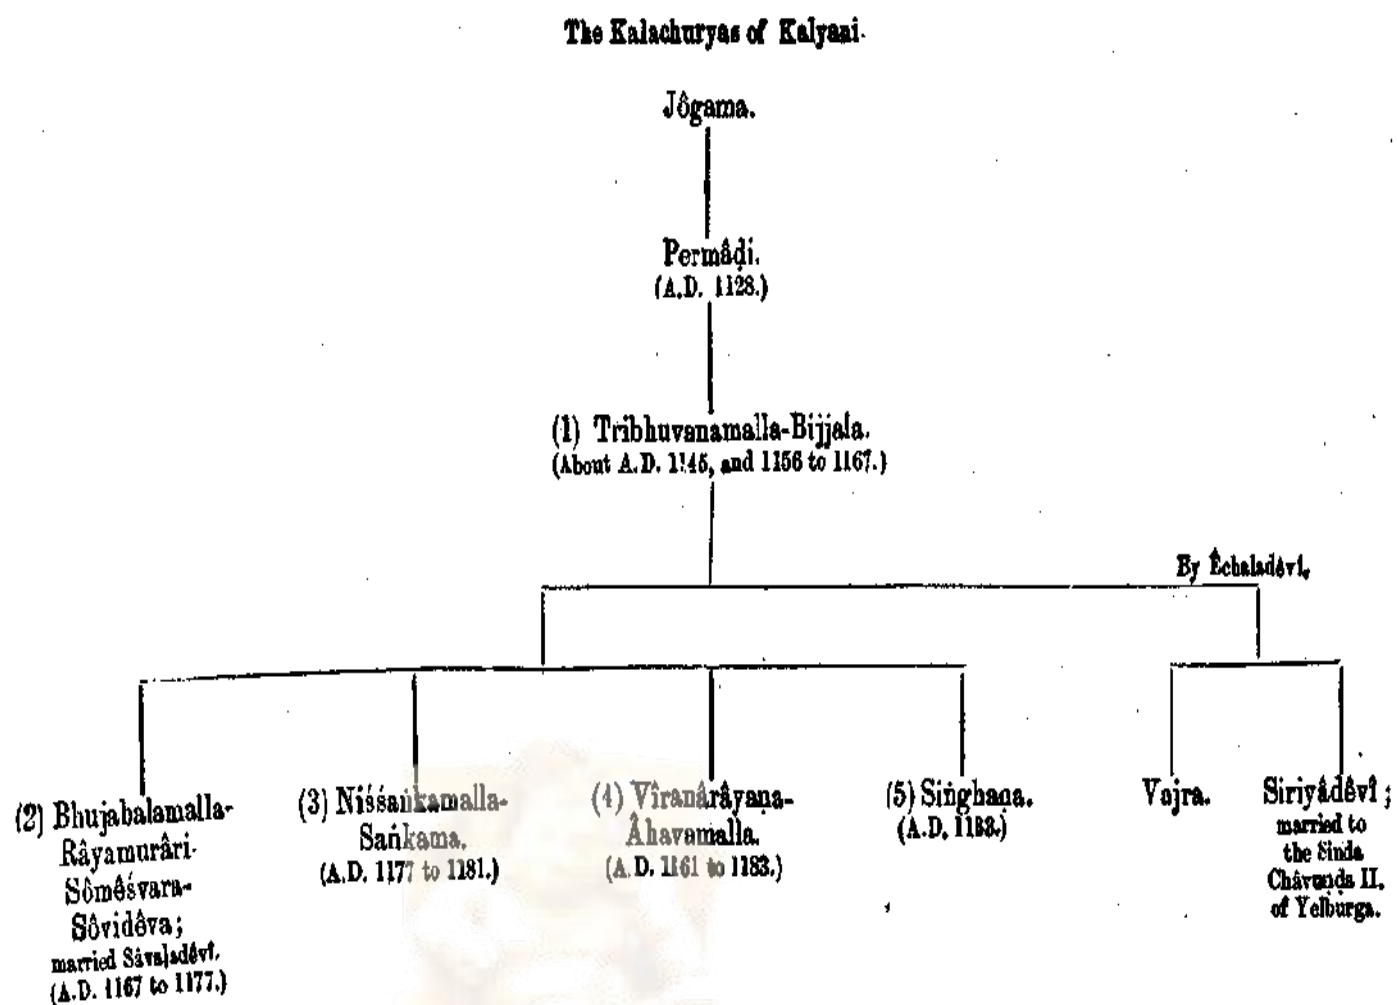 The Kalachuryas of Kalyani.
Jôgama.
Permâḍi.
(A.D. 1128.)
(1) Tribhuvanamalla-Bijjala.
(About A.D. 1145, and 1156 to 1167.)
By Êchaladêvî.
(2) Bhujabalamalla-
Râyamurâri-
Sômêśvara-
Sôvidêva;
married Sâvaḷadêvî.
(A.D. 1167 to 1177.)
(3) Niśśaṅkamalla-
Saṅkama.
(A.D. 1177 to 1181.)
(4) Vîranârâyaṇa-
Âhavamalla.
(A.D. 1181 to 1183.)
(5) Siṅghaṇa.
(A.D. 1183.)
Vajra.
Siriyâdêvî;
married to
the Sinda
Châvuṇḍa II.
of Yelburga.